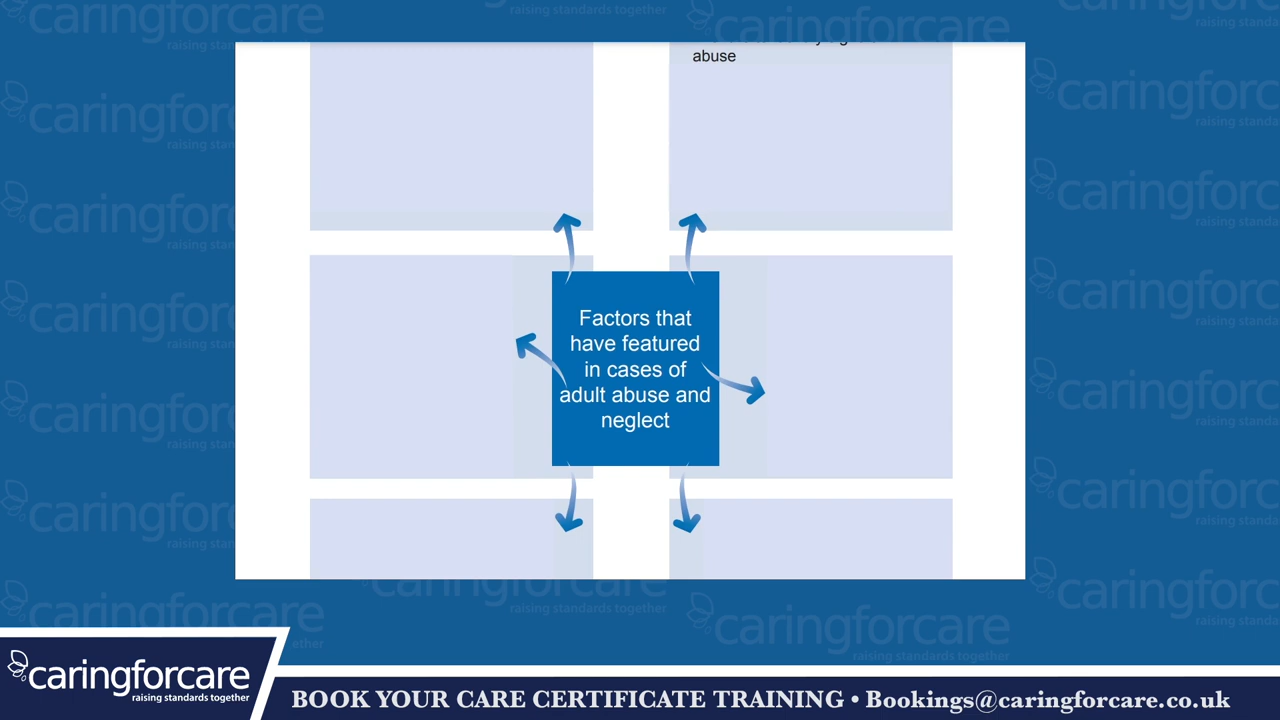 abuse
Factors that
have featured
in cases of
adult abuse and
neglect
caringforcare
raising standards together
BOOK YOUR CARE CERTIFICATE TRAINING • Bookings@caringforcare.co.uk